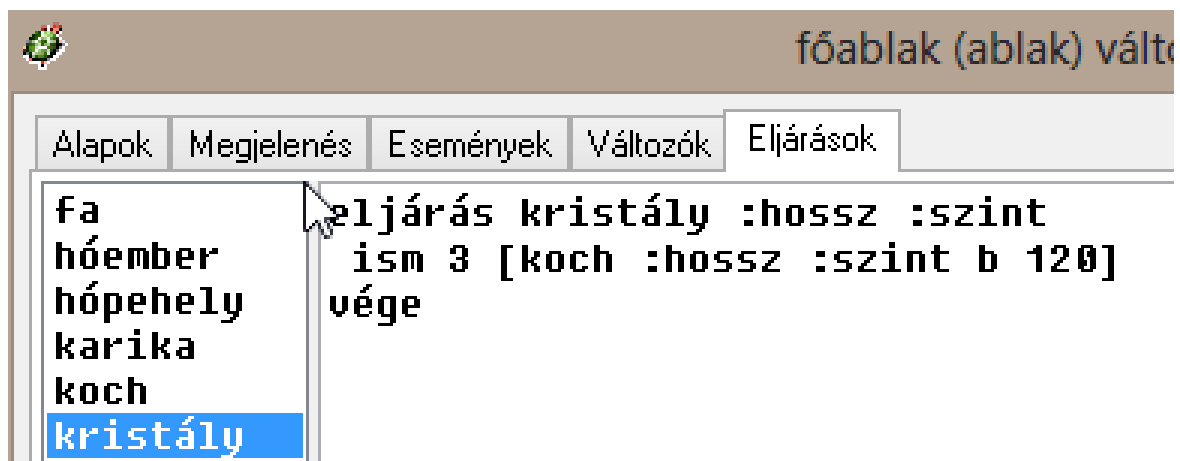 főablak (ablak)válto
Alapok Megjelenés Események Változók Eljárások
fa
hóember
hópehely
karika
koch
kristály
eljárás kristály :hossz :szint
ism 3 [koch :hossz :szint b 120]
vége